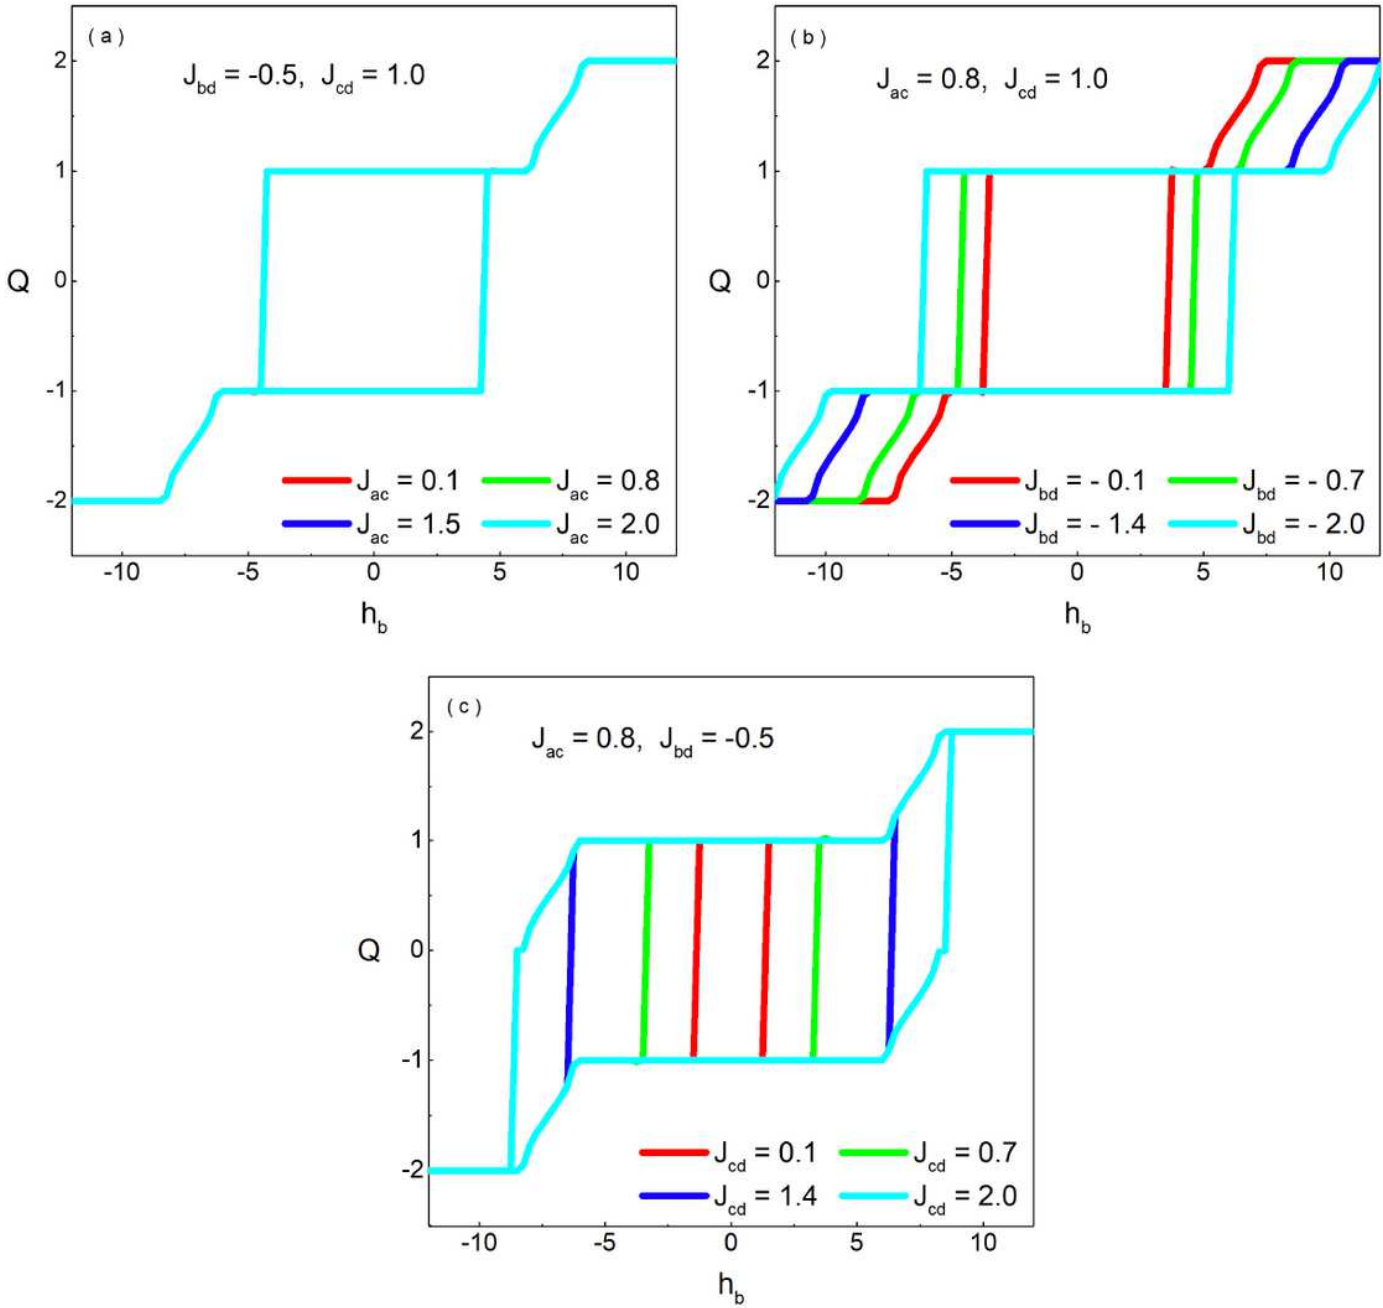 ( a )
J_bd = -0.5, J_cd = 1.0
2
1
0
-1
-2
Q
J_ac = 0.1 J_ac = 0.8
J_ac = 1.5 J_ac = 2.0
-10 -5 0 5 10
h_b
( b )
J_ac = 0.8, J_cd = 1.0
2
1
0
-1
-2
Q
J_bd = - 0.1 J_bd = - 0.7
J_bd = - 1.4 J_bd = - 2.0
-10 -5 0 5 10
h_b
( c )
J_ac = 0.8, J_bd = -0.5
2
1
0
-1
-2
Q
J_cd = 0.1 J_cd = 0.7
J_cd = 1.4 J_cd = 2.0
-10 -5 0 5 10
h_b